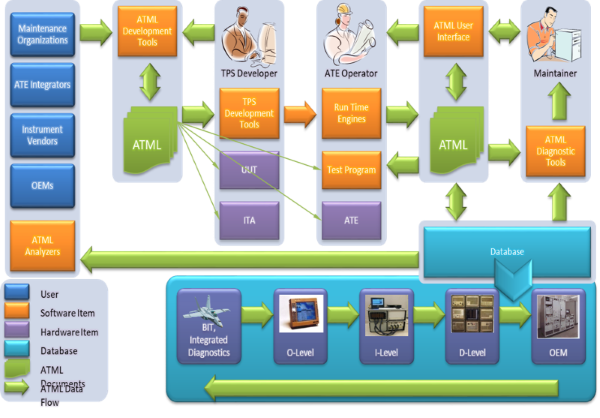 Maintenance
Organizations
ATE Integrators
Instrument
Vendors
OEMs
ATML
Analyzers
ATML
Development
Tools
ATML
TPS Developer
TPS
Development
Tools
UUT
ITA
ATE Operator
Run Time
Engines
Test Program
ATE
ATML User
Interface
ATML
Maintainer
ATML
Diagnostic
Tools
Database
User
Software Item
Hardware Item
Database
ATML
Documents
ATML Data
Flow
BIT,
Integrated
Diagnostics
O-Level
I-Level
D-Level
OEM